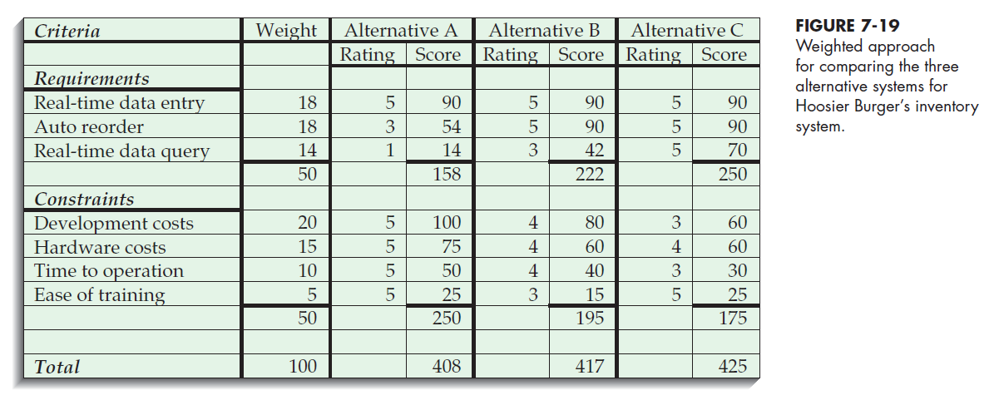 Criteria Weight Alternative A Alternative B Alternative C
Rating Score Rating Score Rating Score
Requirements
Real-time data entry 18 5 90 5 90 5 90
Auto reorder 18 3 54 5 90 5 90
Real-time data query 14 1 14 3 42 5 70
50 158 222 250
Constraints
Development costs 20 5 100 4 80 3 60
Hardware costs 15 5 75 4 60 4 60
Time to operation 10 5 50 4 40 3 30
Ease of training 5 5 25 3 15 5 25
50 250 195 175
Total 100 408 417 425
FIGURE 7-19
Weighted approach
for comparing the three
alternative systems for
Hoosier Burger's inventory
system.